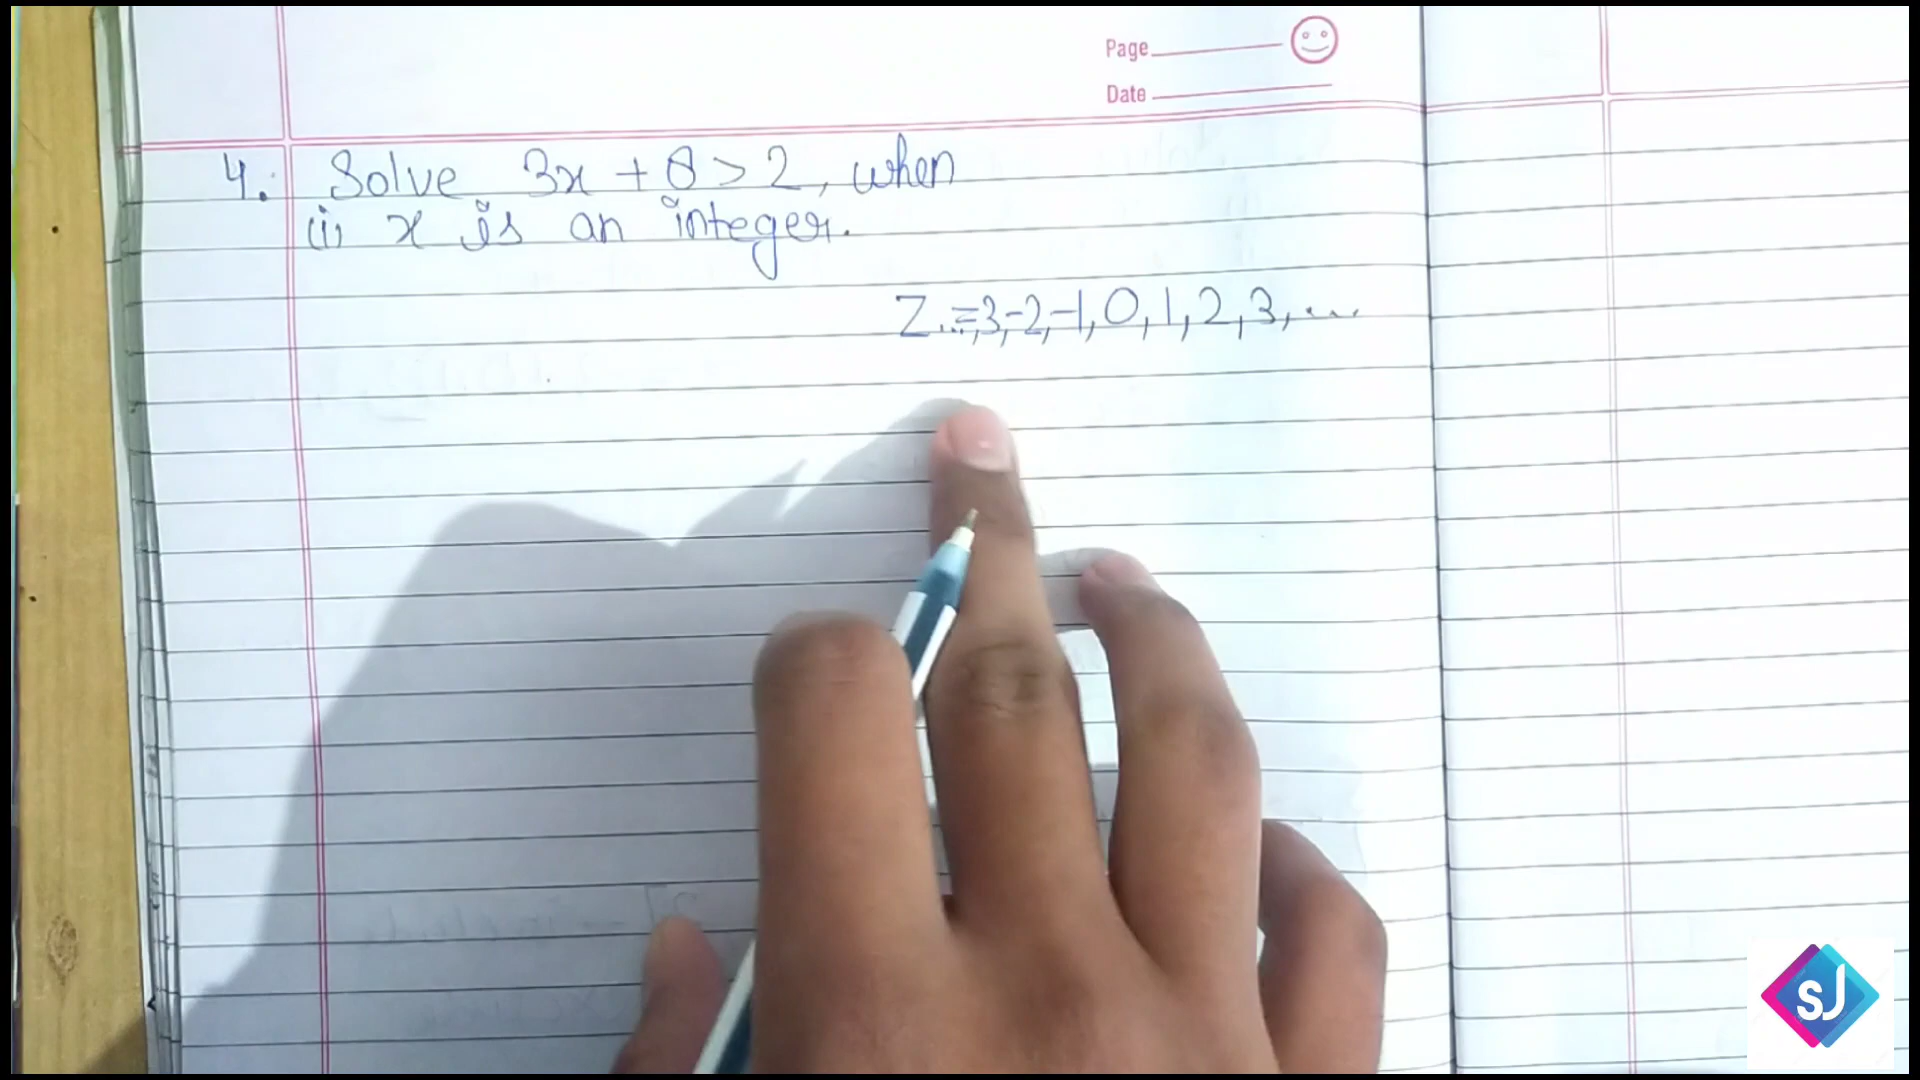 Page
Date
4. Solve 3x + 8 > 2, when
(i) x is an integer.
Z...=,3,-2,-1,0,1,2,3,...
SJ